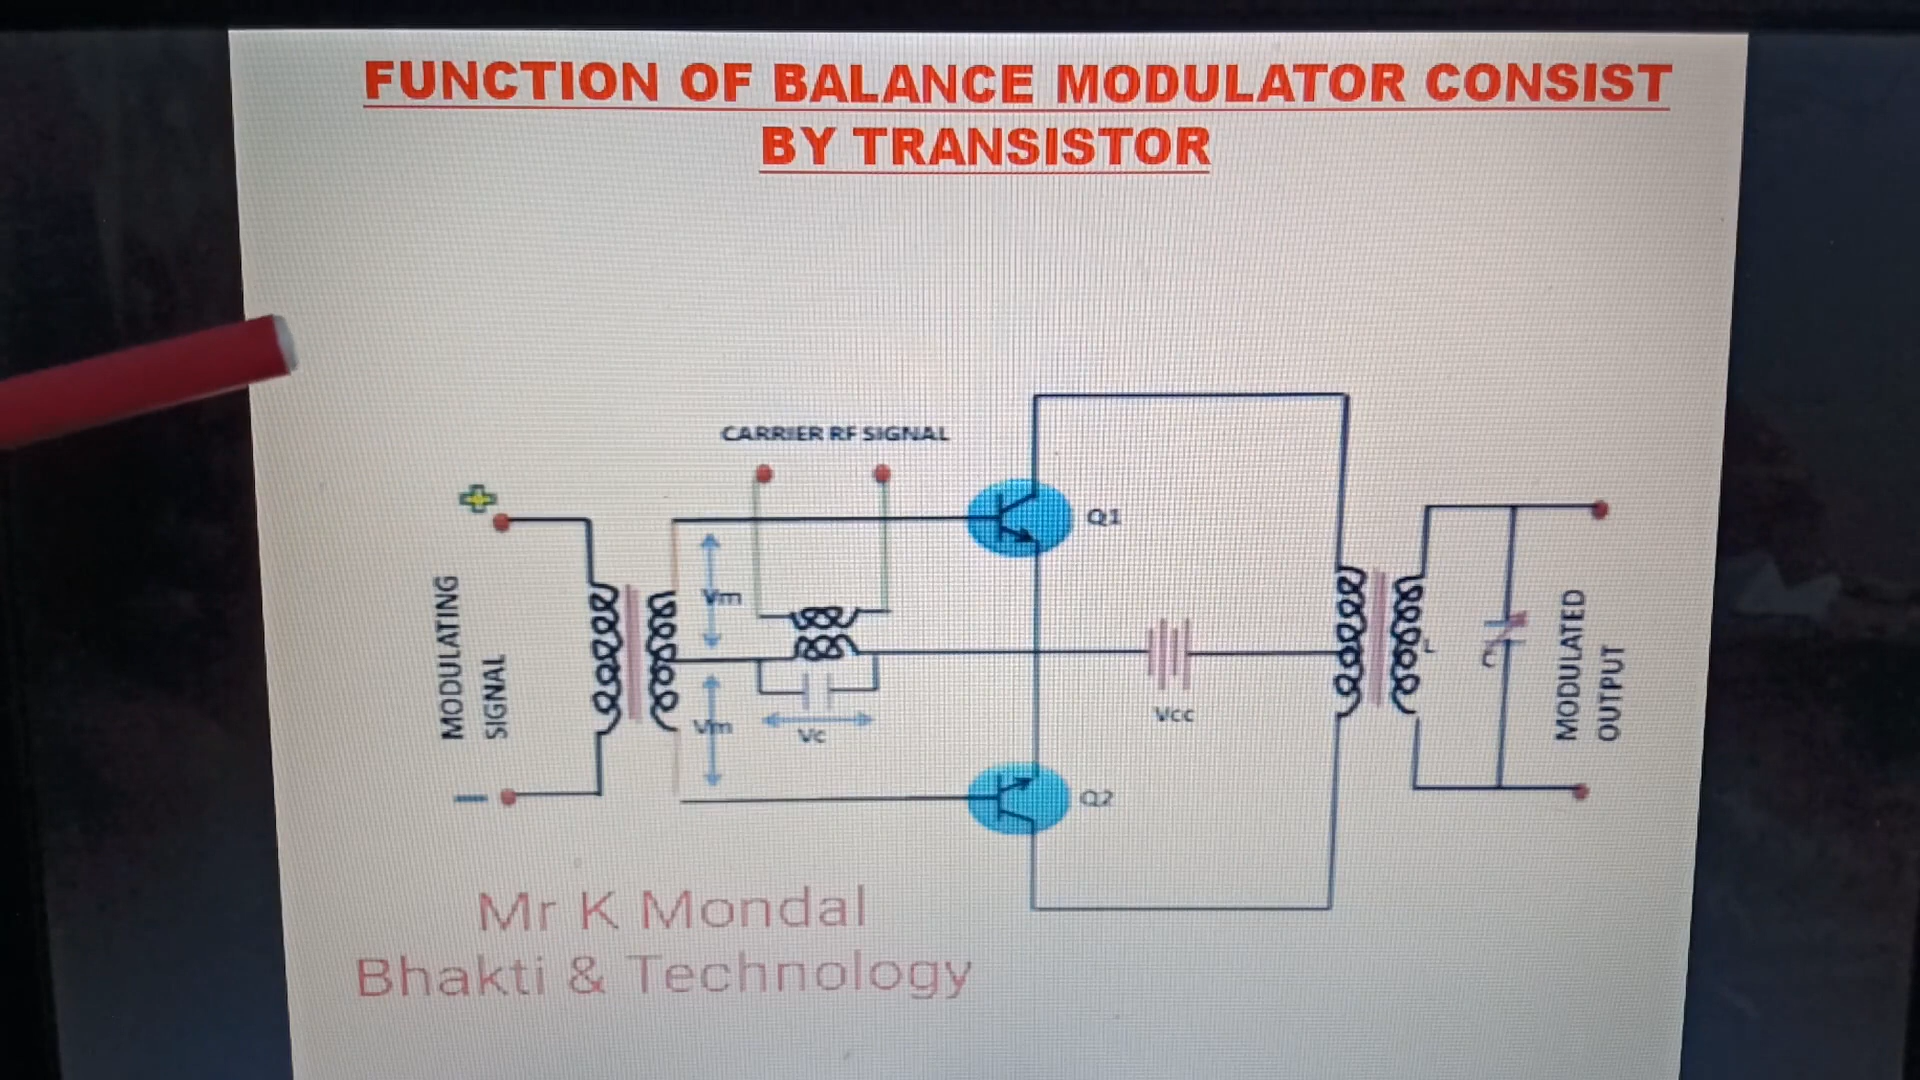 FUNCTION OF BALANCE MODULATOR CONSIST
BY TRANSISTOR
CARRIER RF SIGNAL
Q1
MODULATING
SIGNAL
Vm
Vm
Vc
Vcc
C
MODULATED
OUTPUT
Q2
Mr K Mondal
Bhakti & Technology